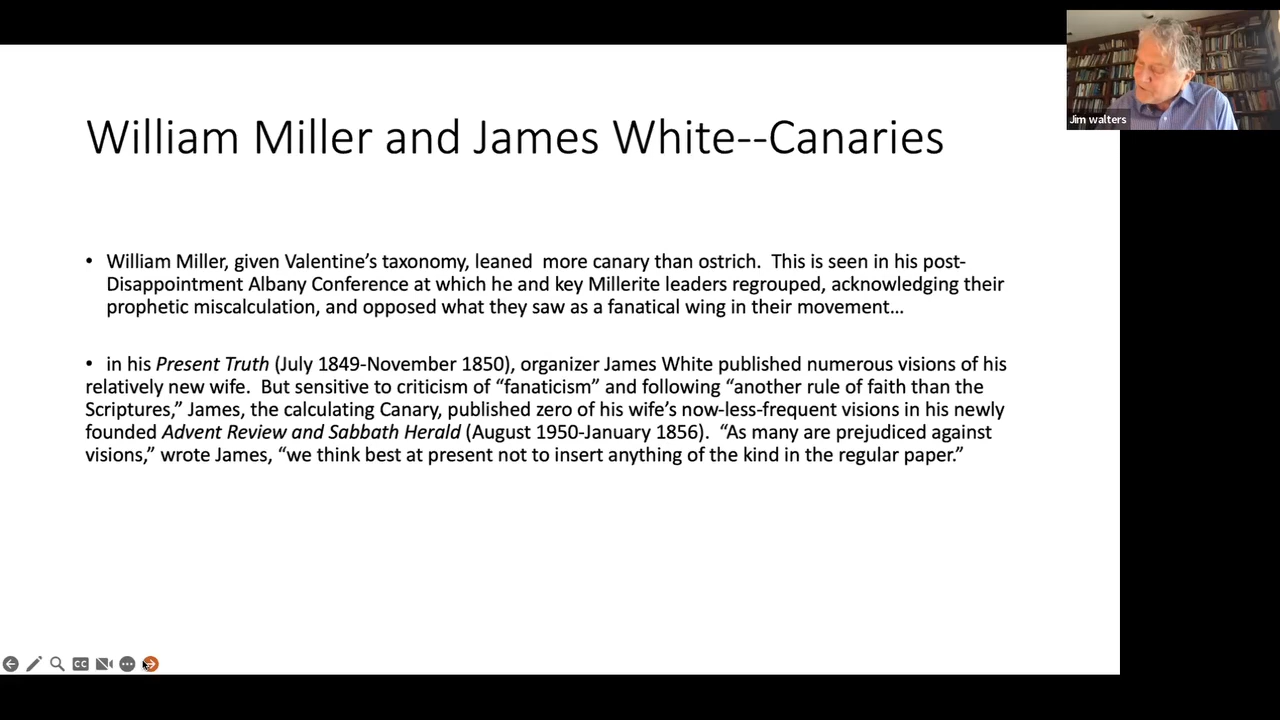 William Miller and James White--Canaries
Jim walters
• William Miller, given Valentine’s taxonomy, leaned  more canary than ostrich.  This is seen in his post-
Disappointment Albany Conference at which he and key Millerite leaders regrouped, acknowledging their
prophetic miscalculation, and opposed what they saw as a fanatical wing in their movement…
• in his Present Truth (July 1849-November 1850), organizer James White published numerous visions of his
relatively new wife.  But sensitive to criticism of “fanaticism” and following “another rule of faith than the
Scriptures,” James, the calculating Canary, published zero of his wife’s now-less-frequent visions in his newly
founded Advent Review and Sabbath Herald (August 1950-January 1856).  “As many are prejudiced against
visions,” wrote James, “we think best at present not to insert anything of the kind in the regular paper.”
CC